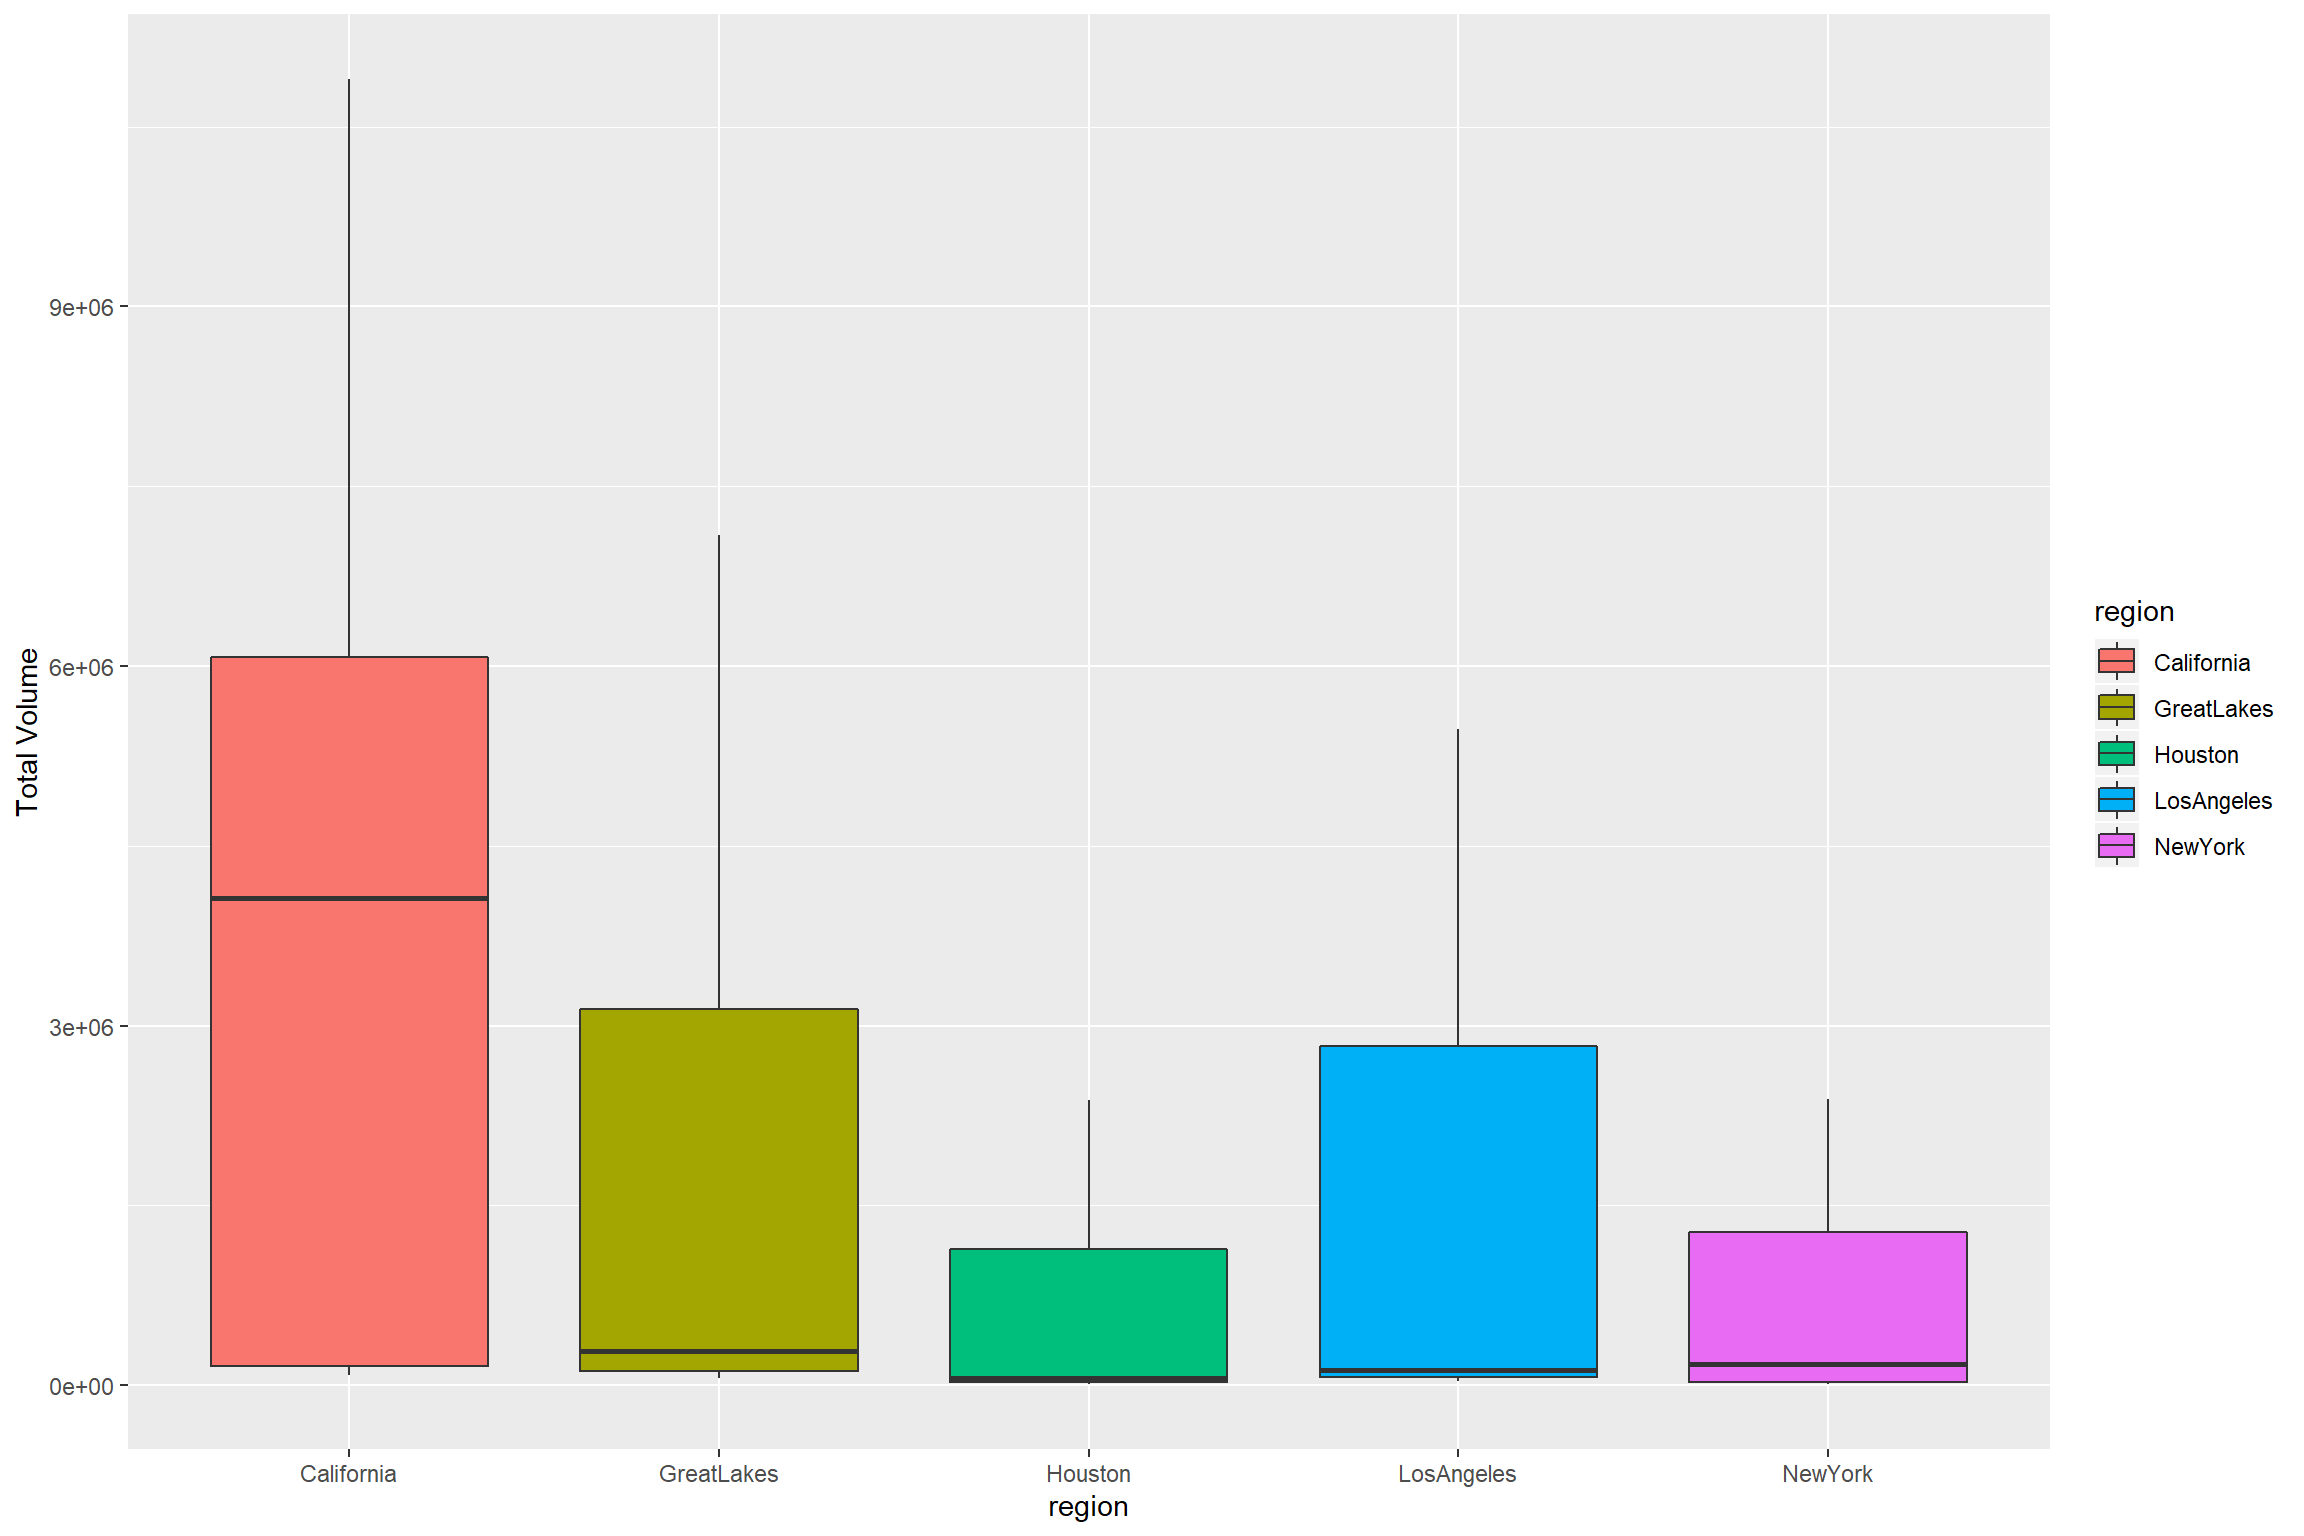 Total Volume
9e+06
6e+06
3e+06
0e+00
California
GreatLakes
Houston
LosAngeles
NewYork
region
region
California
GreatLakes
Houston
LosAngeles
NewYork